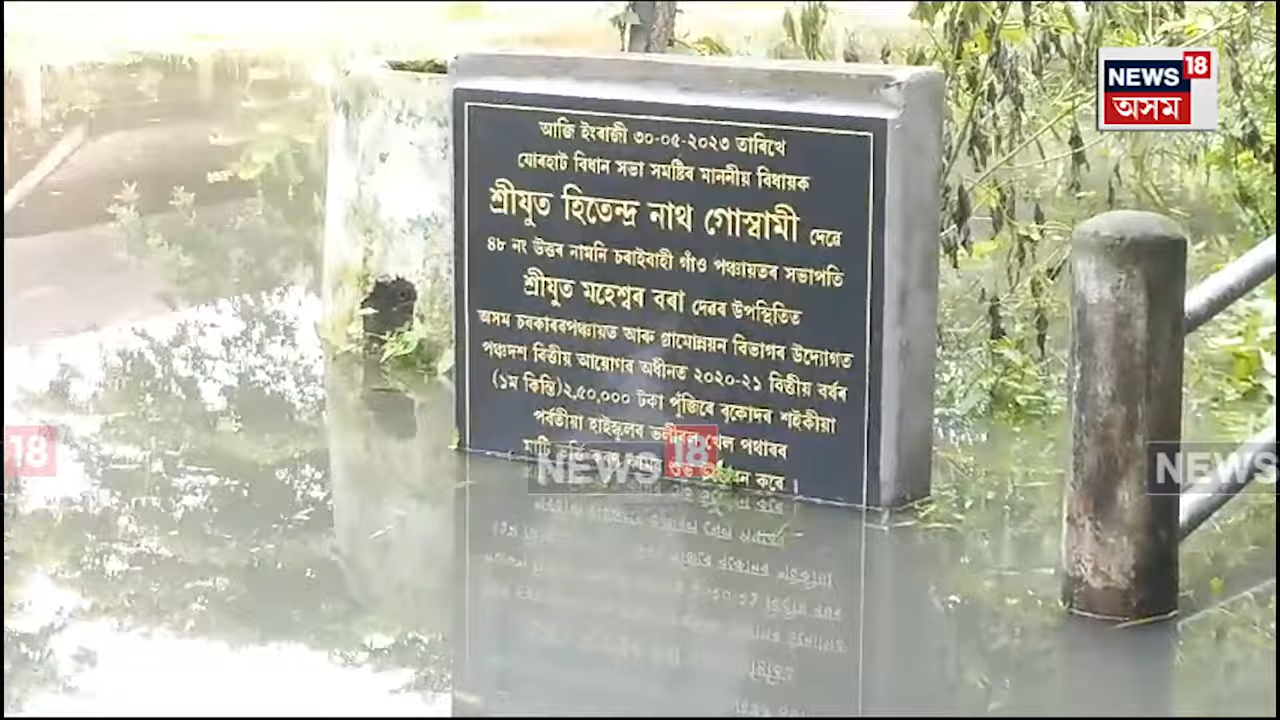 NEWS 18
অসম
আজি ইংৰাজী ৩০-০৫-২০২৩ তাৰিখে
যোৰহাট বিধান সভা সমষ্টিৰ মাননীয় বিধায়ক
শ্ৰীযুত হিতেন্দ্ৰ নাথ গোস্বামী দেৱে
৪৮ নং উত্তৰ নামনি চৰাইবাহী গাঁও পঞ্চায়তৰ সভাপতি
শ্ৰীযুত মহেশ্বৰ বৰা দেৱৰ উপস্থিতিত
অসম চৰকাৰৰপঞ্চায়ত আৰু গ্ৰামোন্নয়ন বিভাগৰ উদ্যোগত
পঞ্চদশ বিত্তীয় আয়োগৰ অধীনত ২০২০-২১ বিত্তীয় বৰ্ষৰ
(১ম কিস্তি)২,৫০,০০০ টকা পুঁজিৰে বৃকোদৰ শইকীয়া
পৰ্বতীয়া হাইস্কুলৰ ভলীবল খেল পথাৰৰ
মাটি কৰে ।
18
NEWS 18
NEWS